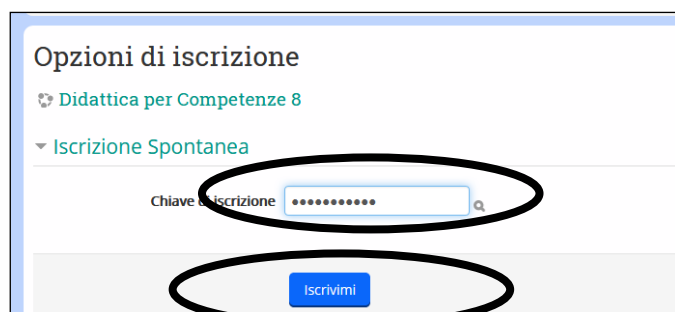 Opzioni di iscrizione
Didattica per Competenze 8
Iscrizione Spontanea
Chiave di iscrizione •••••••••••
Iscrivimi